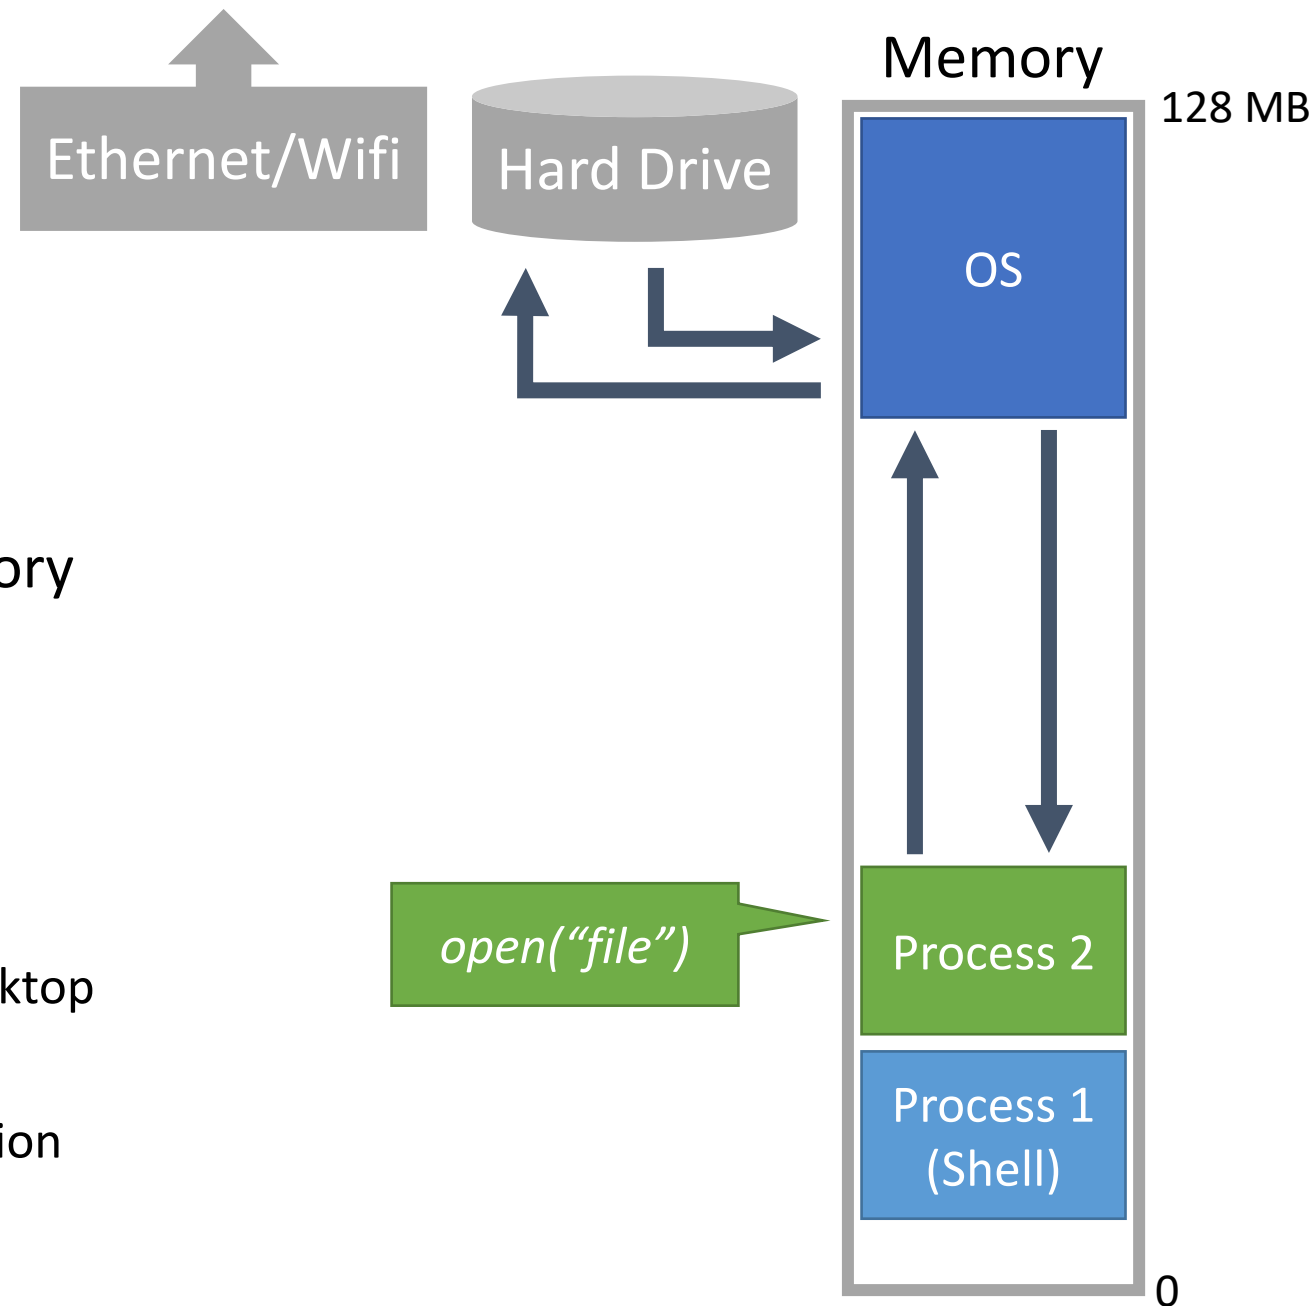 Memory
128 MB
Ethernet/Wifi
Hard Drive
OS
ory
open(“file”)
Process 2
ktop
Process 1
(Shell)
ion
0